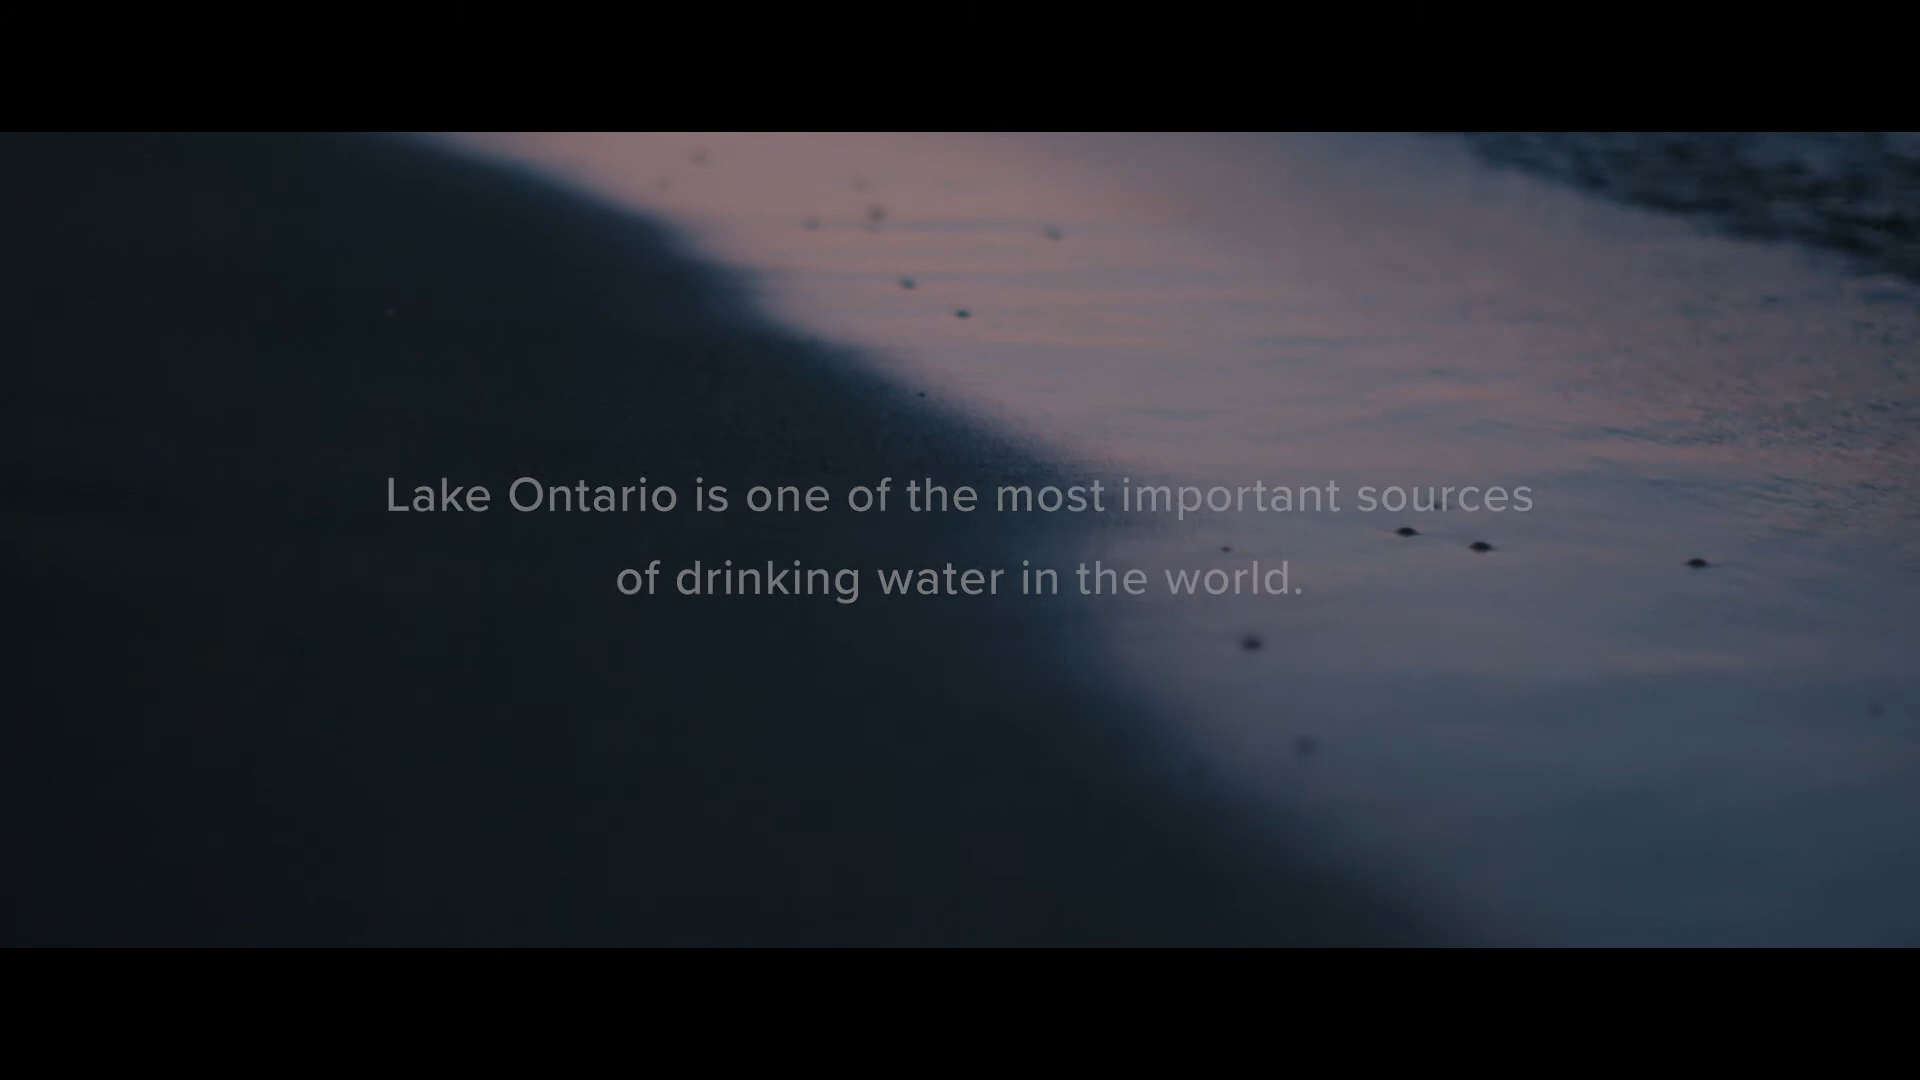 Lake Ontario is one of the most important sources
of drinking water in the world.